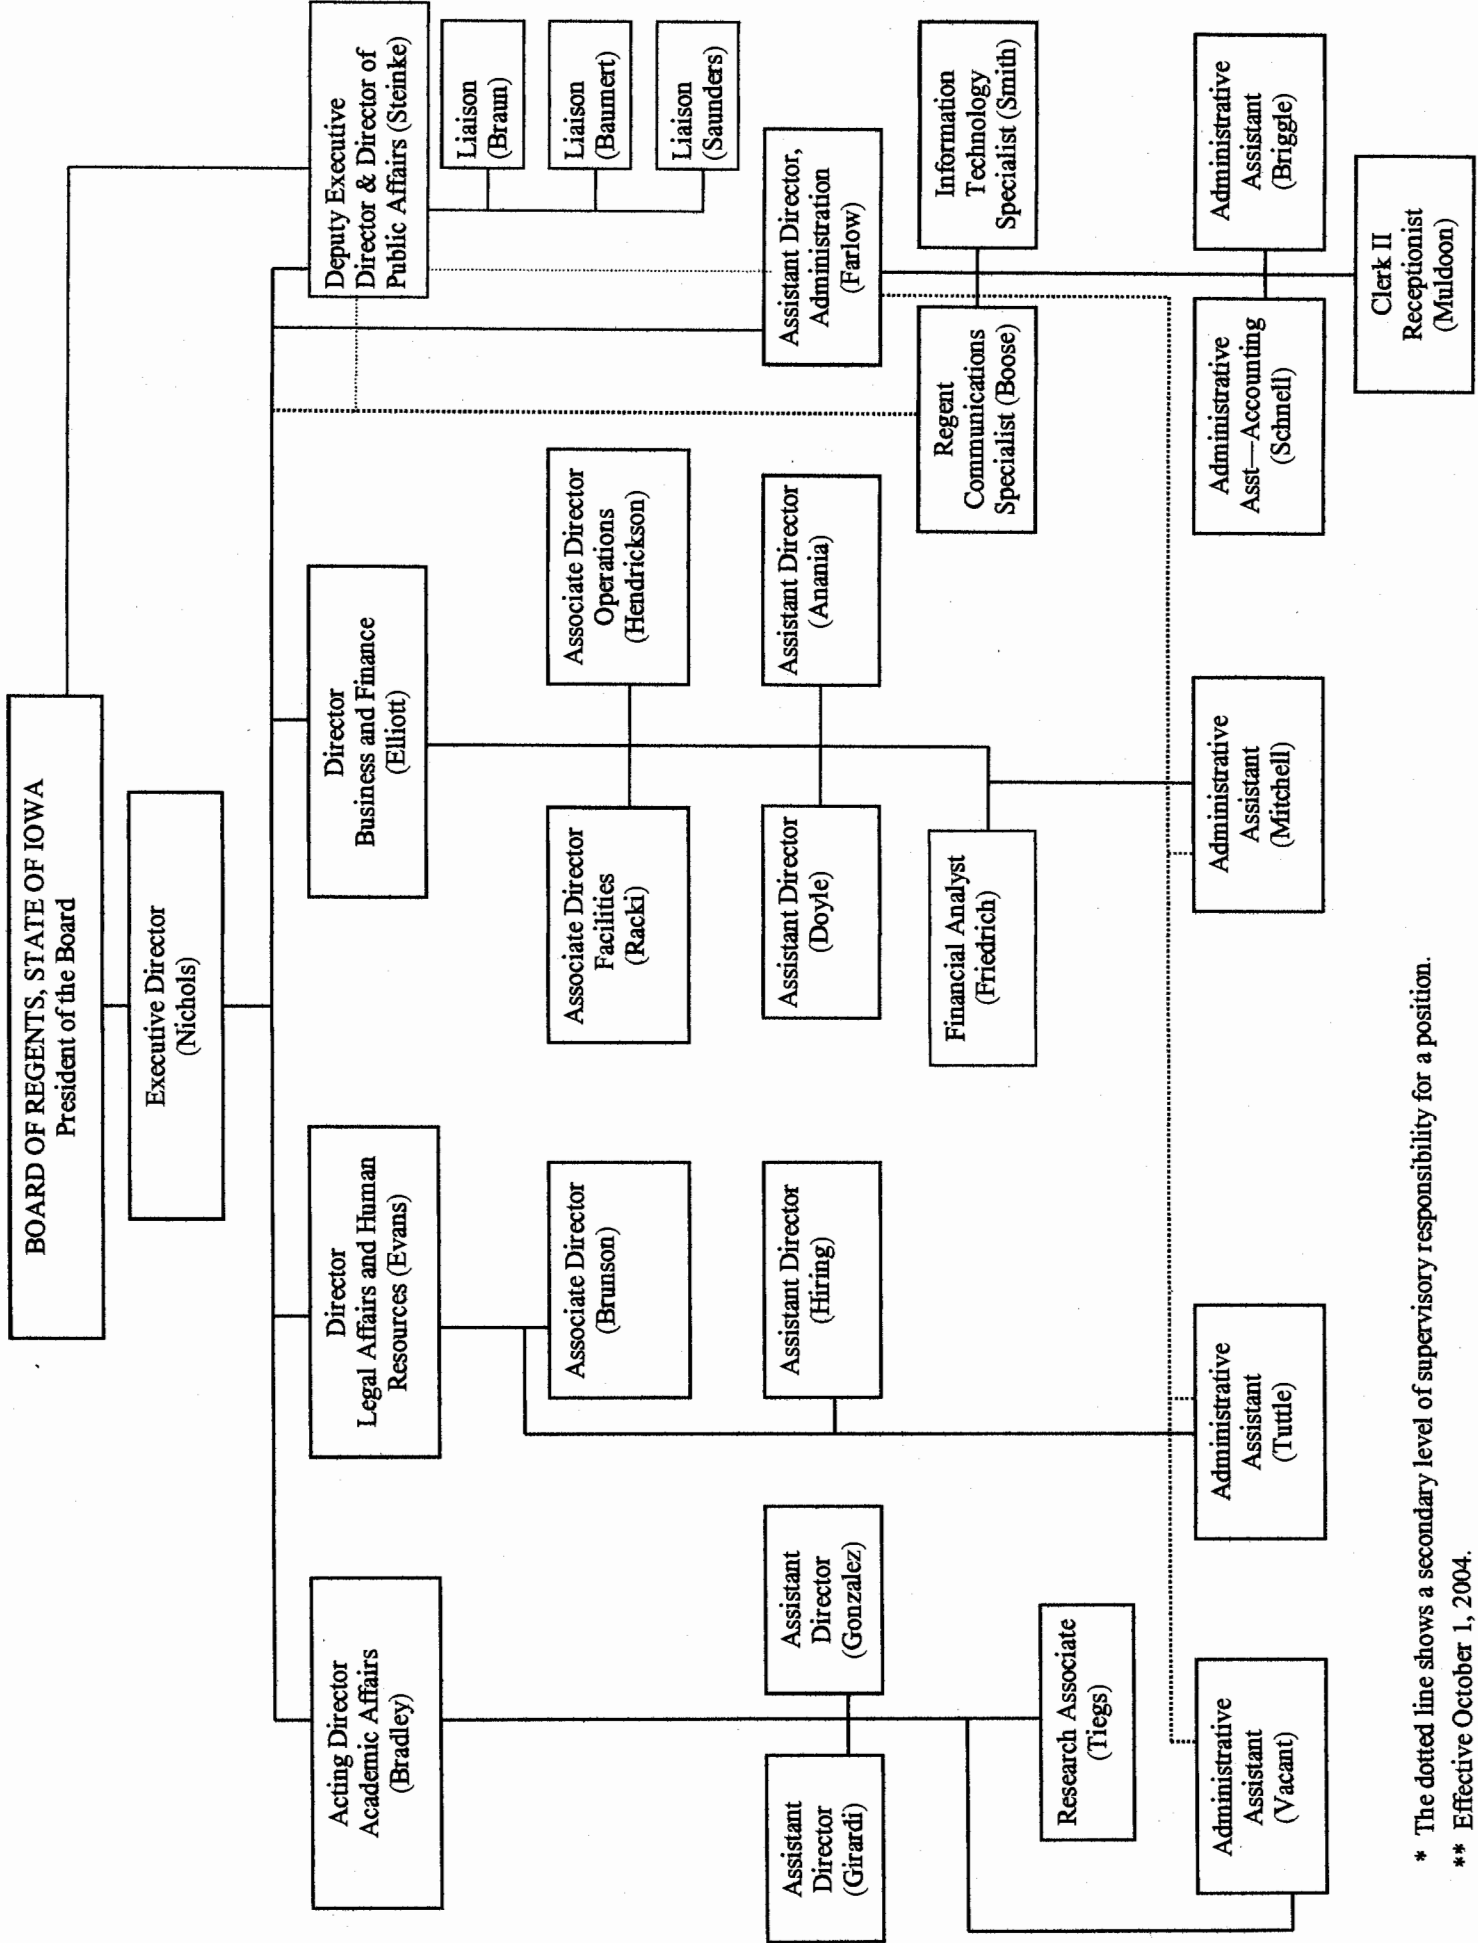 BOARD OF REGENTS, STATE OF IOWA
President of the Board
Executive Director
(Nichols)
Acting Director
Academic Affairs
(Bradley)
Director
Legal Affairs and Human
Resources (Evans)
Director
Business and Finance
(Elliott)
Deputy Executive
Director & Director of
Public Affairs (Steinke)
Liaison
(Braun)
Liaison
(Baumert)
Liaison
(Saunders)
Associate Director
(Brunson)
Associate Director
Facilities
(Racki)
Associate Director
Operations
(Hendrickson)
Assistant
Director
(Girardi)
Assistant
Director
(Gonzalez)
Assistant Director
(Hiring)
Assistant Director
(Doyle)
Assistant Director
(Anania)
Assistant Director,
Administration
(Farlow)
Research Associate
(Tiegs)
Financial Analyst
(Friedrich)
Regent
Communications
Specialist (Boose)
Information
Technology
Specialist (Smith)
Administrative
Assistant
(Vacant)
Administrative
Assistant
(Tuttle)
Administrative
Assistant
(Mitchell)
Administrative
Asst—Accounting
(Schnell)
Administrative
Assistant
(Briggle)
Clerk II
Receptionist
(Muldoon)
* The dotted line shows a secondary level of supervisory responsibility for a position.
** Effective October 1, 2004.